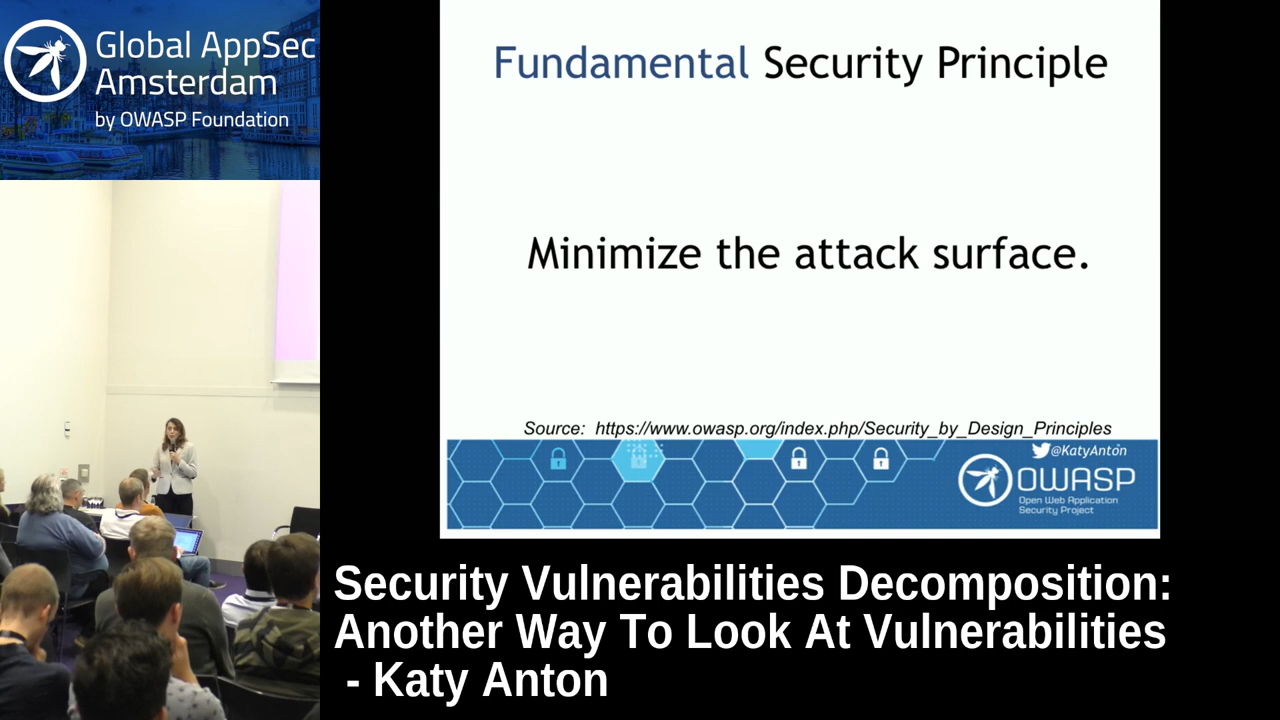 Global AppSec
Amsterdam
by OWASP Foundation
Fundamental Security Principle
Minimize the attack surface.
Source: https://www.owasp.org/index.php/Security_by_Design_Principles
@KatyAnton
OWASP
Open Web Application
Security Project
Security Vulnerabilities Decomposition:
Another Way To Look At Vulnerabilities
- Katy Anton